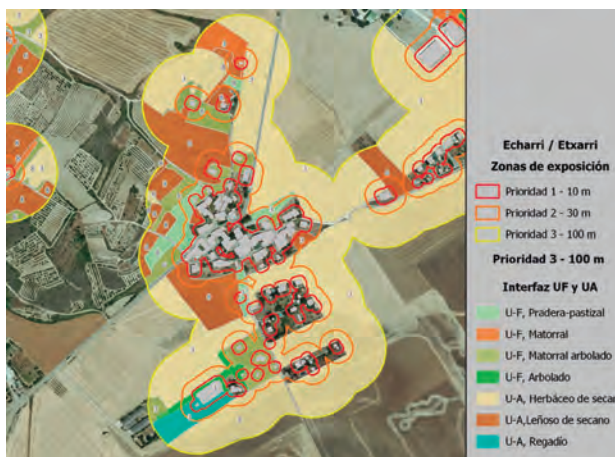 Echarri / Etxarri
Zonas de exposición
Prioridad 1 - 10 m
Prioridad 2 - 30 m
Prioridad 3 - 100 m
Prioridad 3 - 100 m
Interfaz UF y UA
U-F, Pradera-pastizal
U-F, Matorral
U-F, Matorral arbolado
U-F, Arbolado
U-A, Herbáceo de seca
U-A,Leñoso de secano
U-A, Regadío